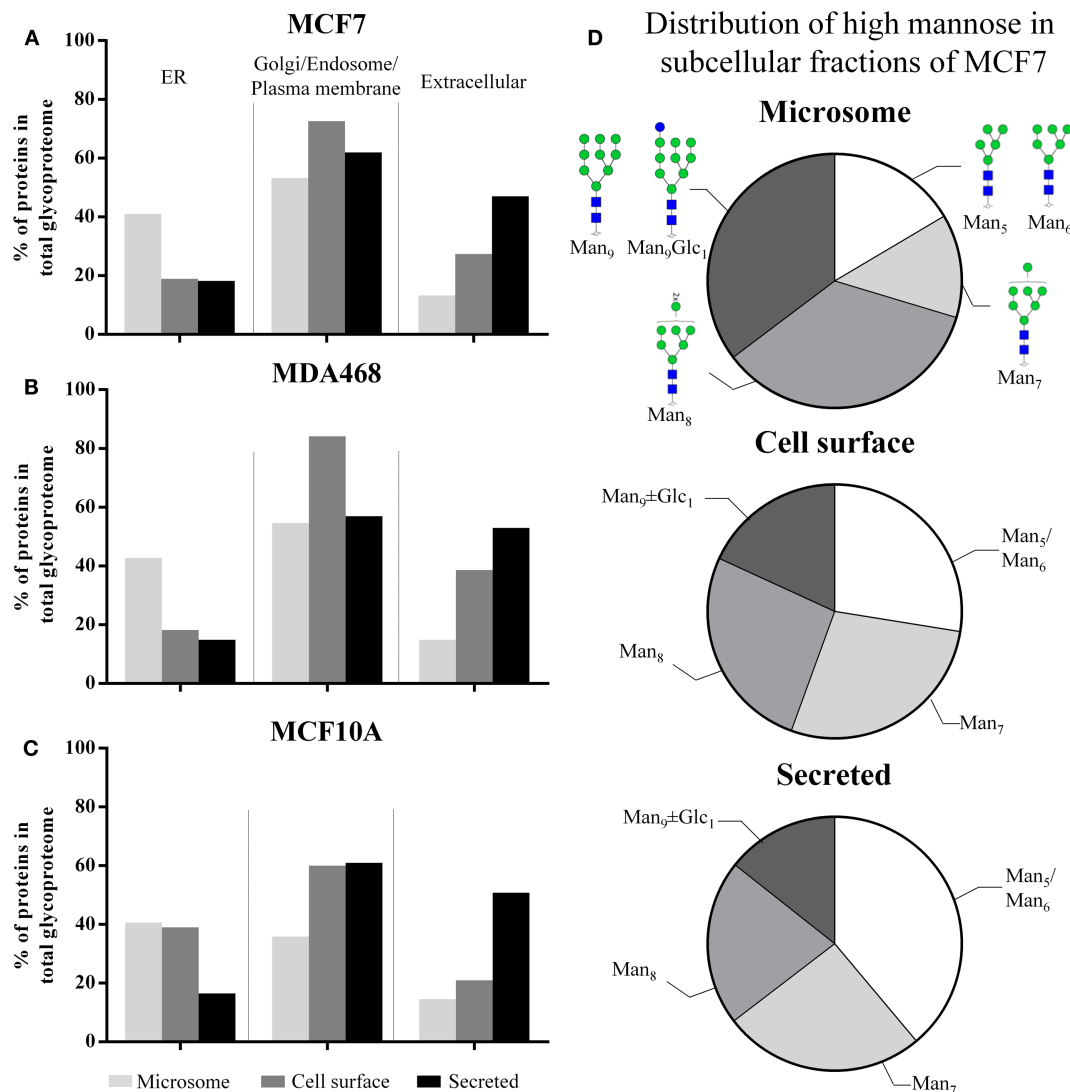 A
MCF7
100
80
60
40
20
0
% of proteins in
total glycoproteome
ER
Golgi/Endosome/
Plasma membrane
Extracellular
B
MDA468
100
80
60
40
20
0
% of proteins in
total glycoproteome
C
MCF10A
100
80
60
40
20
0
% of proteins in
total glycoproteome
Microsome
Cell surface
Secreted
D
Distribution of high mannose in
subcellular fractions of MCF7
Microsome
Man₉
Man₉Glc₁
Man₅
Man₆
2x
Man₈
Man₇
Cell surface
Man₉±Glc₁
Man₅/
Man₆
Man₈
Man₇
Secreted
Man₉±Glc₁
Man₅/
Man₆
Man₈
Man₇